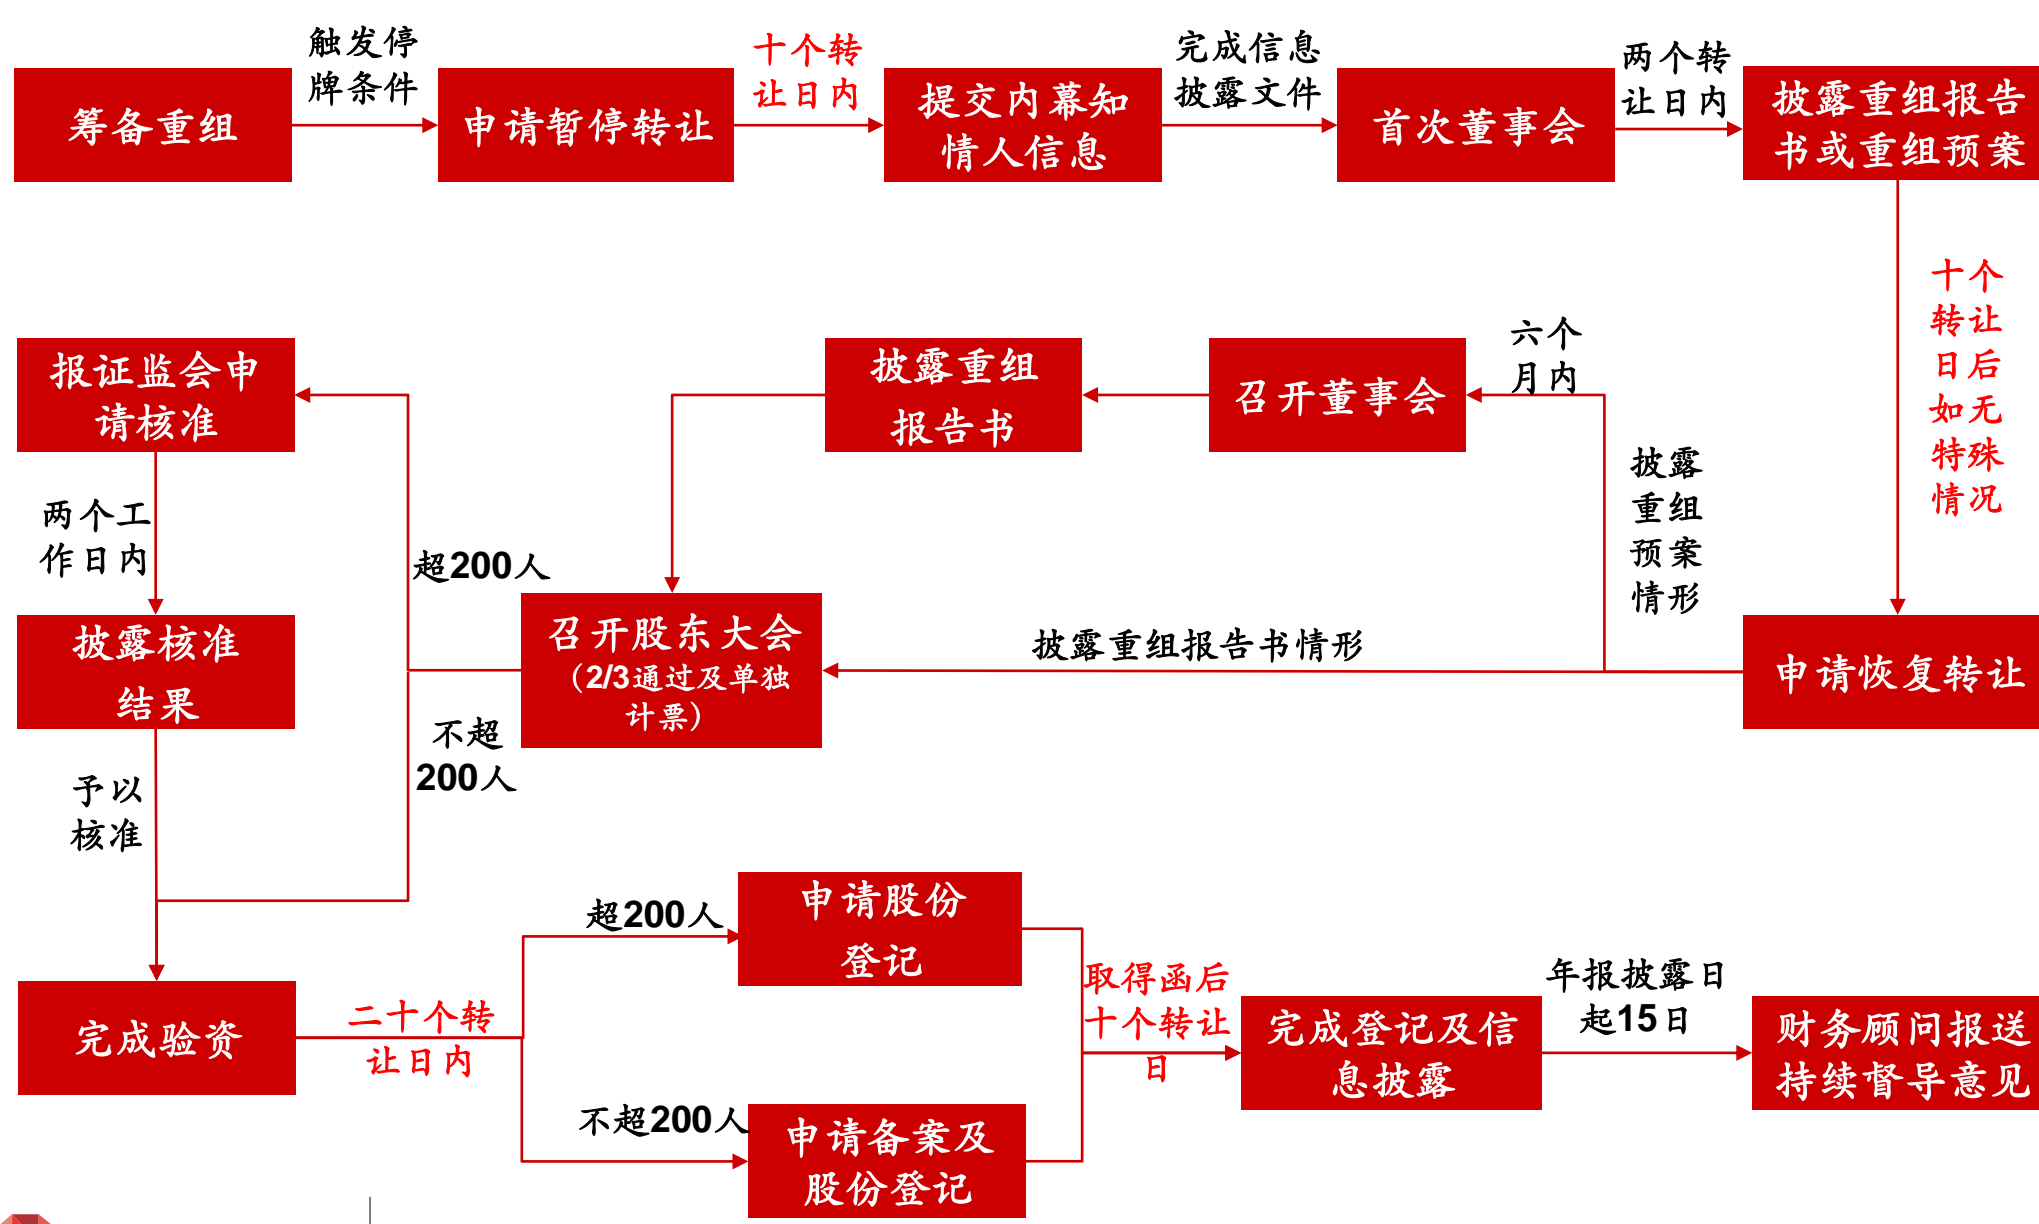 筹备重组
触发停
牌条件
申请暂停转让
十个转
让日内
提交内幕知
情人信息
完成信息
披露文件
首次董事会
两个转
让日内
披露重组报告
书或重组预案
十个
转让
日后
如无
特殊
情况
申请恢复转让
披露
重组
预案
情形
六个
月内
召开董事会
披露重组
报告书
披露重组报告书情形
召开股东大会
（2/3通过及单独
计票）
超200人
报证监会申
请核准
两个工
作日内
披露核准
结果
予以
核准
不超
200人
完成验资
二十个转
让日内
超200人
申请股份
登记
不超200人
申请备案及
股份登记
取得函后
十个转让
日
完成登记及信
息披露
年报披露日
起15日
财务顾问报送
持续督导意见